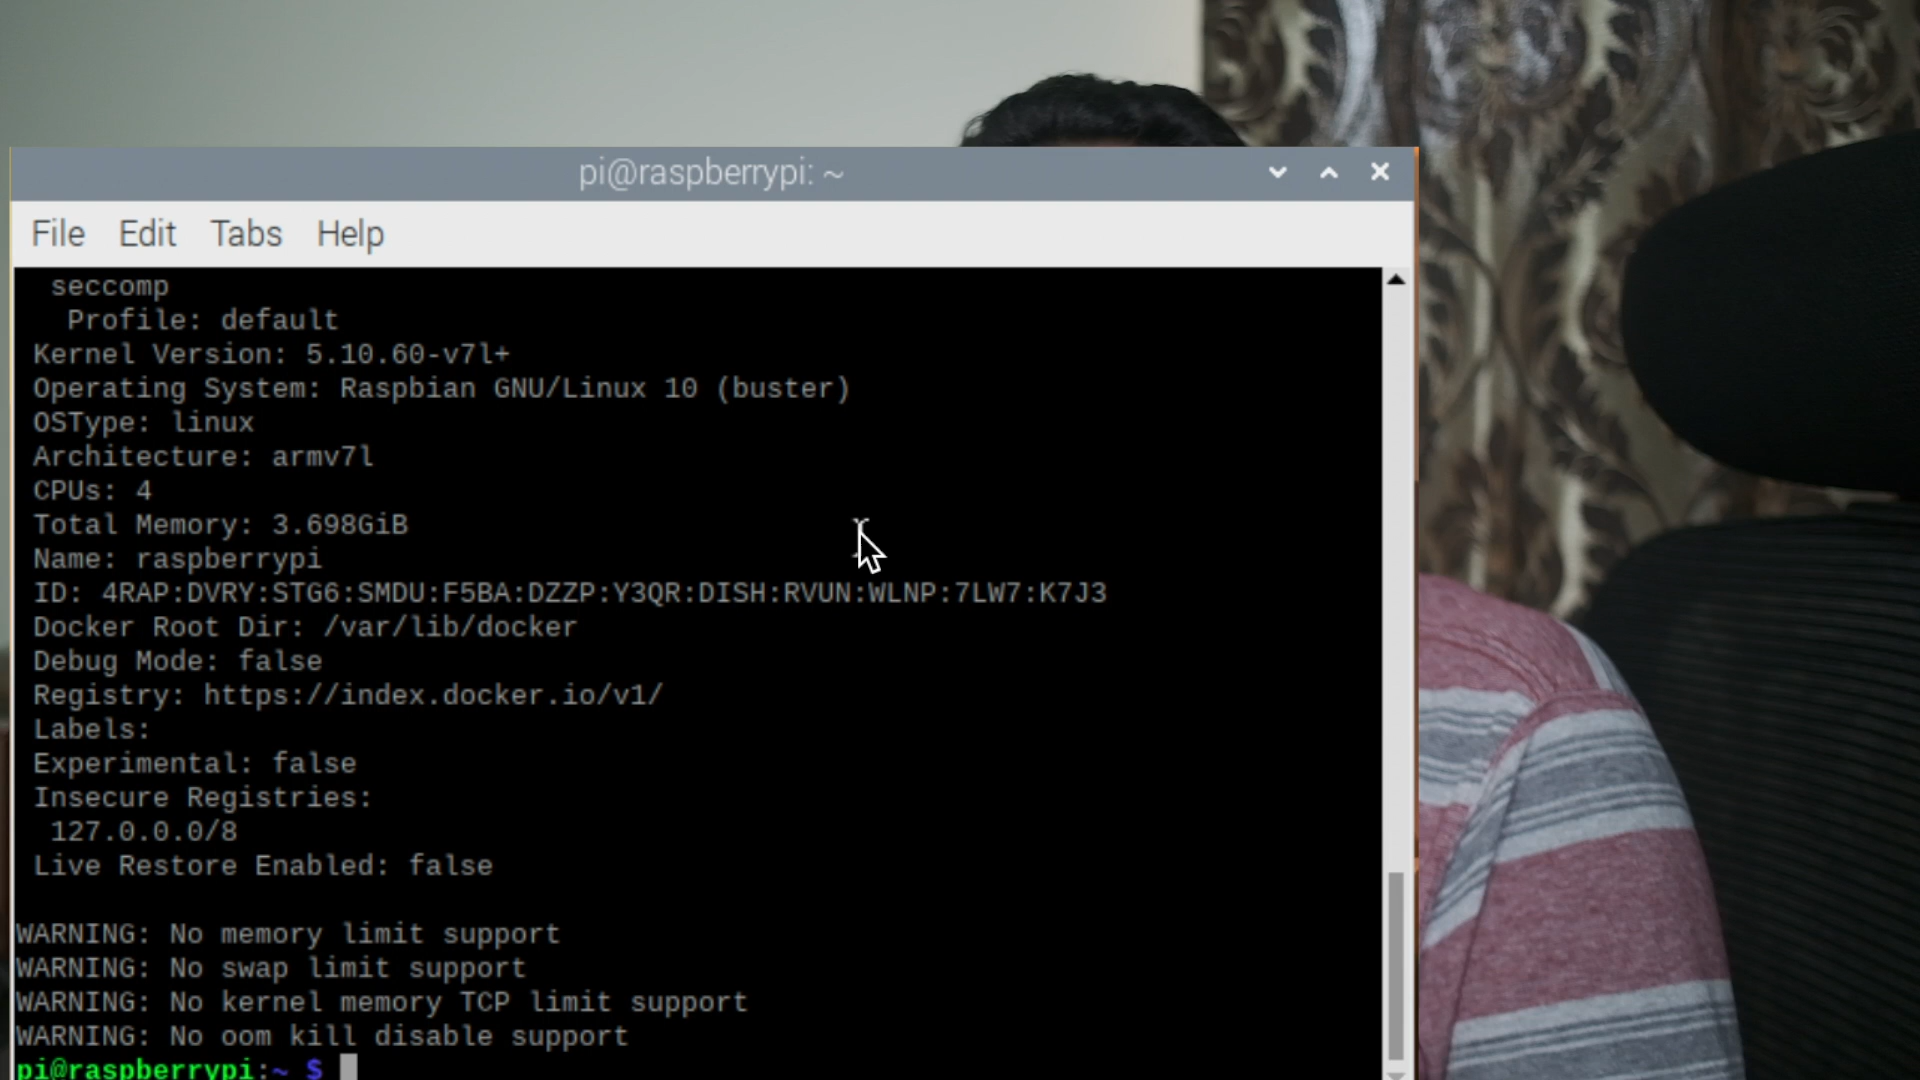 pi@raspberrypi: ~
File Edit Tabs Help
seccomp
Profile: default
Kernel Version: 5.10.60-v7l+
Operating System: Raspbian GNU/Linux 10 (buster)
OSType: linux
Architecture: armv7l
CPUs: 4
Total Memory: 3.698GiB
Name: raspberrypi
ID: 4RAP:DVRY:STG6:SMDU:F5BA:DZZP:Y3QR:DISH:RVUN:WLNP:7LW7:K7J3
Docker Root Dir: /var/lib/docker
Debug Mode: false
Registry: https://index.docker.io/v1/
Labels:
Experimental: false
Insecure Registries:
127.0.0.0/8
Live Restore Enabled: false
WARNING: No memory limit support
WARNING: No swap limit support
WARNING: No kernel memory TCP limit support
WARNING: No oom kill disable support
pi@raspberrypi:~ $